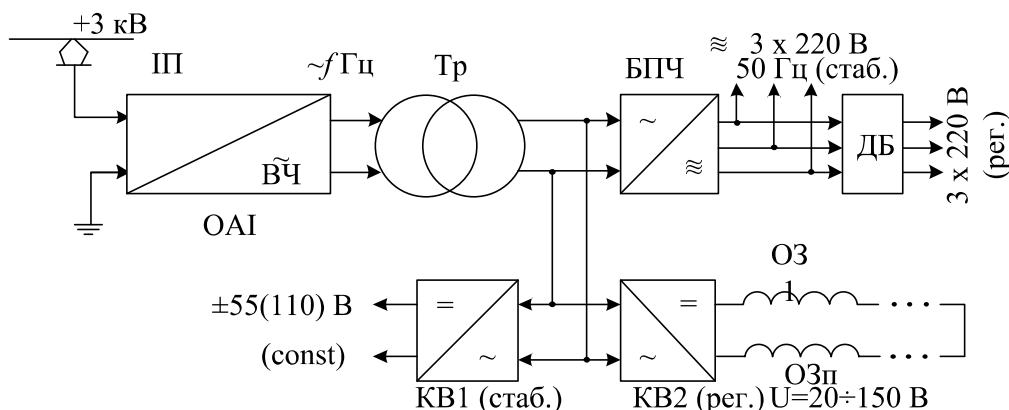 +3 кВ
ІП
~f Гц
Тр
БПЧ
≋ 3 x 220 В
50 Гц (стаб.)
~
ВЧ
~
≋
ДБ
3 x 220 В
(рег.)
ОАІ
ОЗ
1
±55(110) В
=
=
(const)
~
~
ОЗп
КВ1 (стаб.)
КВ2 (рег.) U=20÷150 В